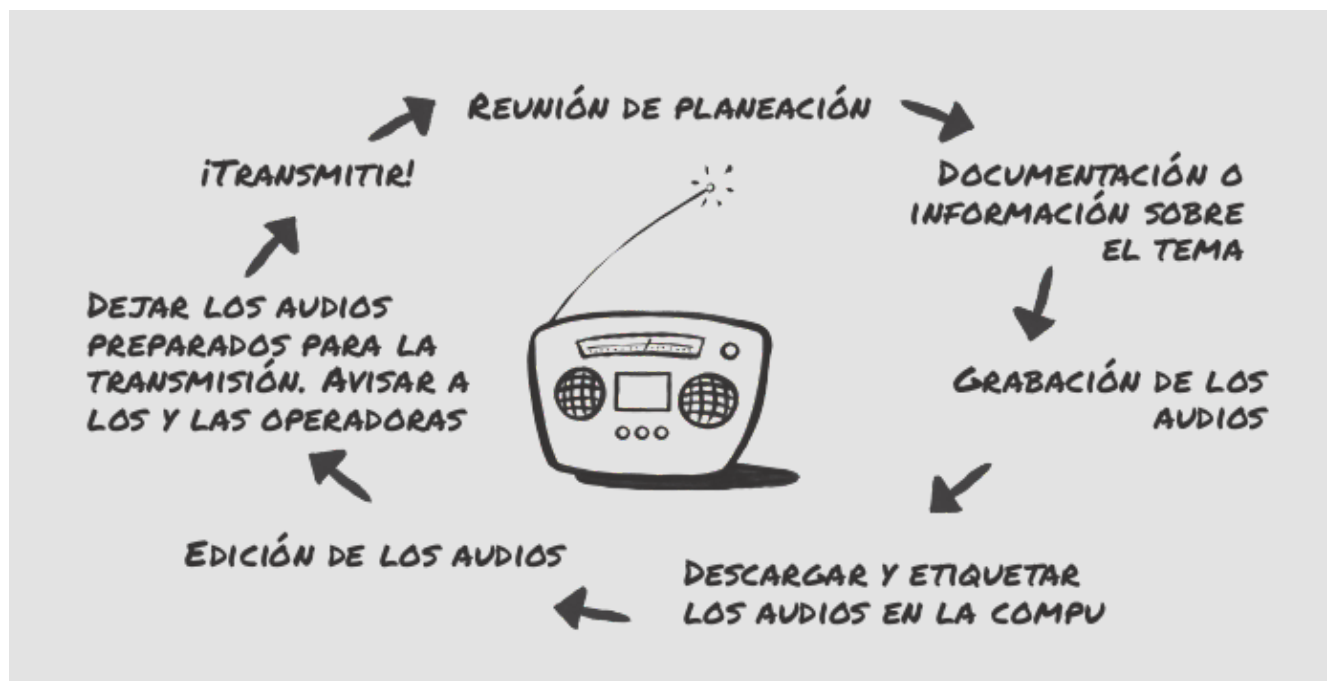 Reunión de planeación
Documentación o
información sobre
el tema
Grabación de los
audios
Descargar y etiquetar
los audios en la compu
Edición de los audios
Dejar los audios
preparados para la
transmisión. Avisar a
los y las operadoras
¡Transmitir!